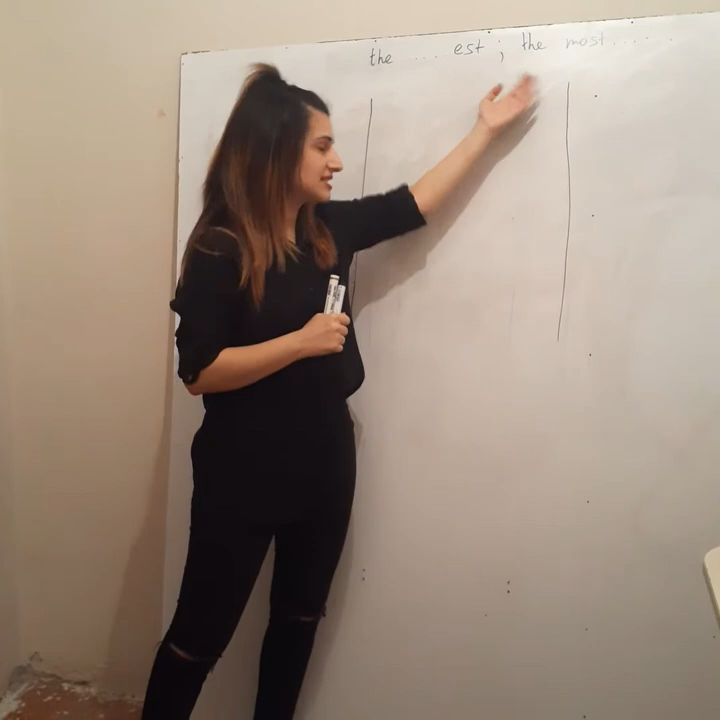 the .... est ; the most ......